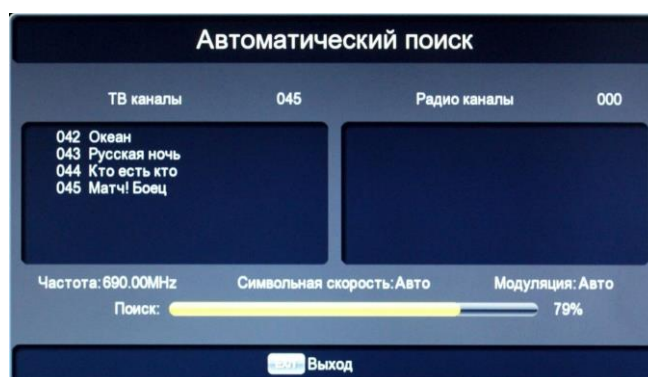 Автоматический поиск
ТВ каналы 045 Радио каналы 000
042 Океан
043 Русская ночь
044 Кто есть кто
045 Матч! Боец
Частота:690.00MHz Символьная скорость:Авто Модуляция:Авто
Поиск: 79%
EXIT Выход